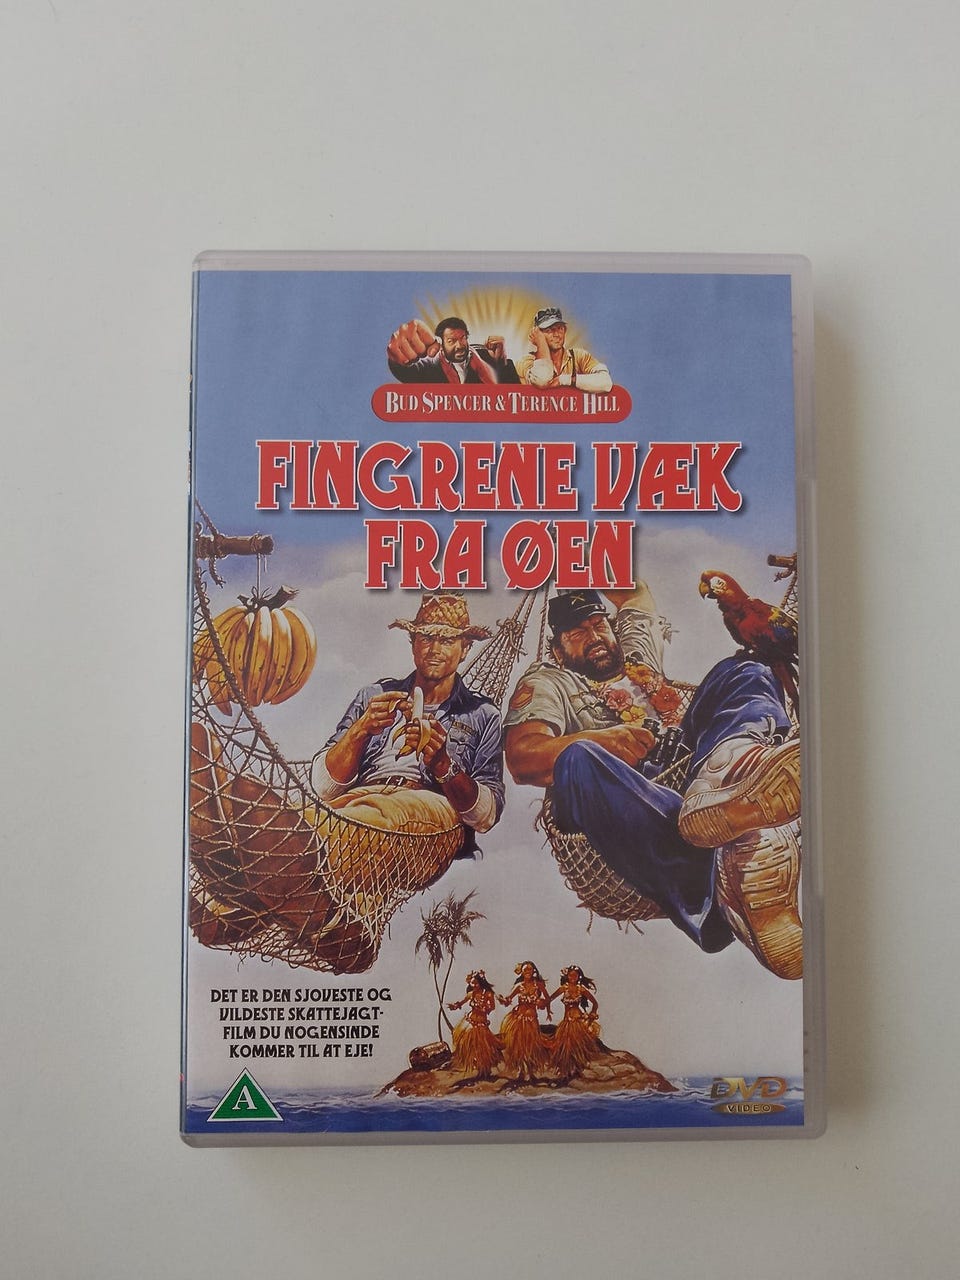 BUD SPENCER & TERENCE HILL
FINGRENE VÆK
FRA ØEN
DET ER DEN SJOVESTE OG
VILDESTE SKATTEJAGT-
FILM DU NOGENSINDE
KOMMER TIL AT EJE!
A
DVD
VIDEO